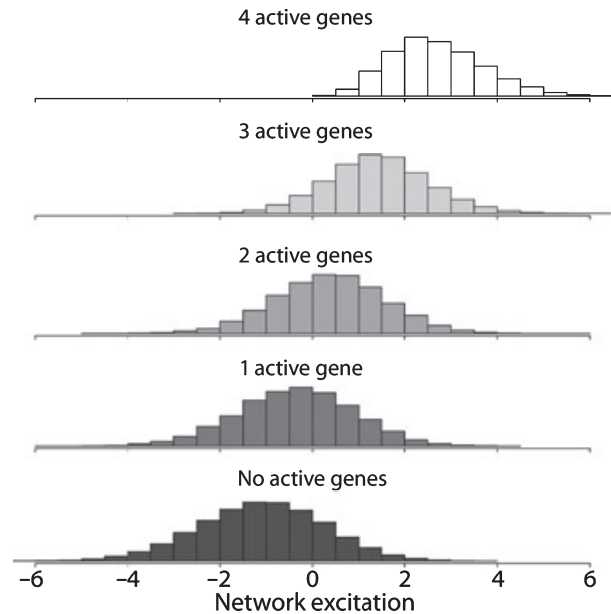 4 active genes
3 active genes
2 active genes
1 active gene
No active genes
–6 –4 –2 0 2 4 6
Network excitation